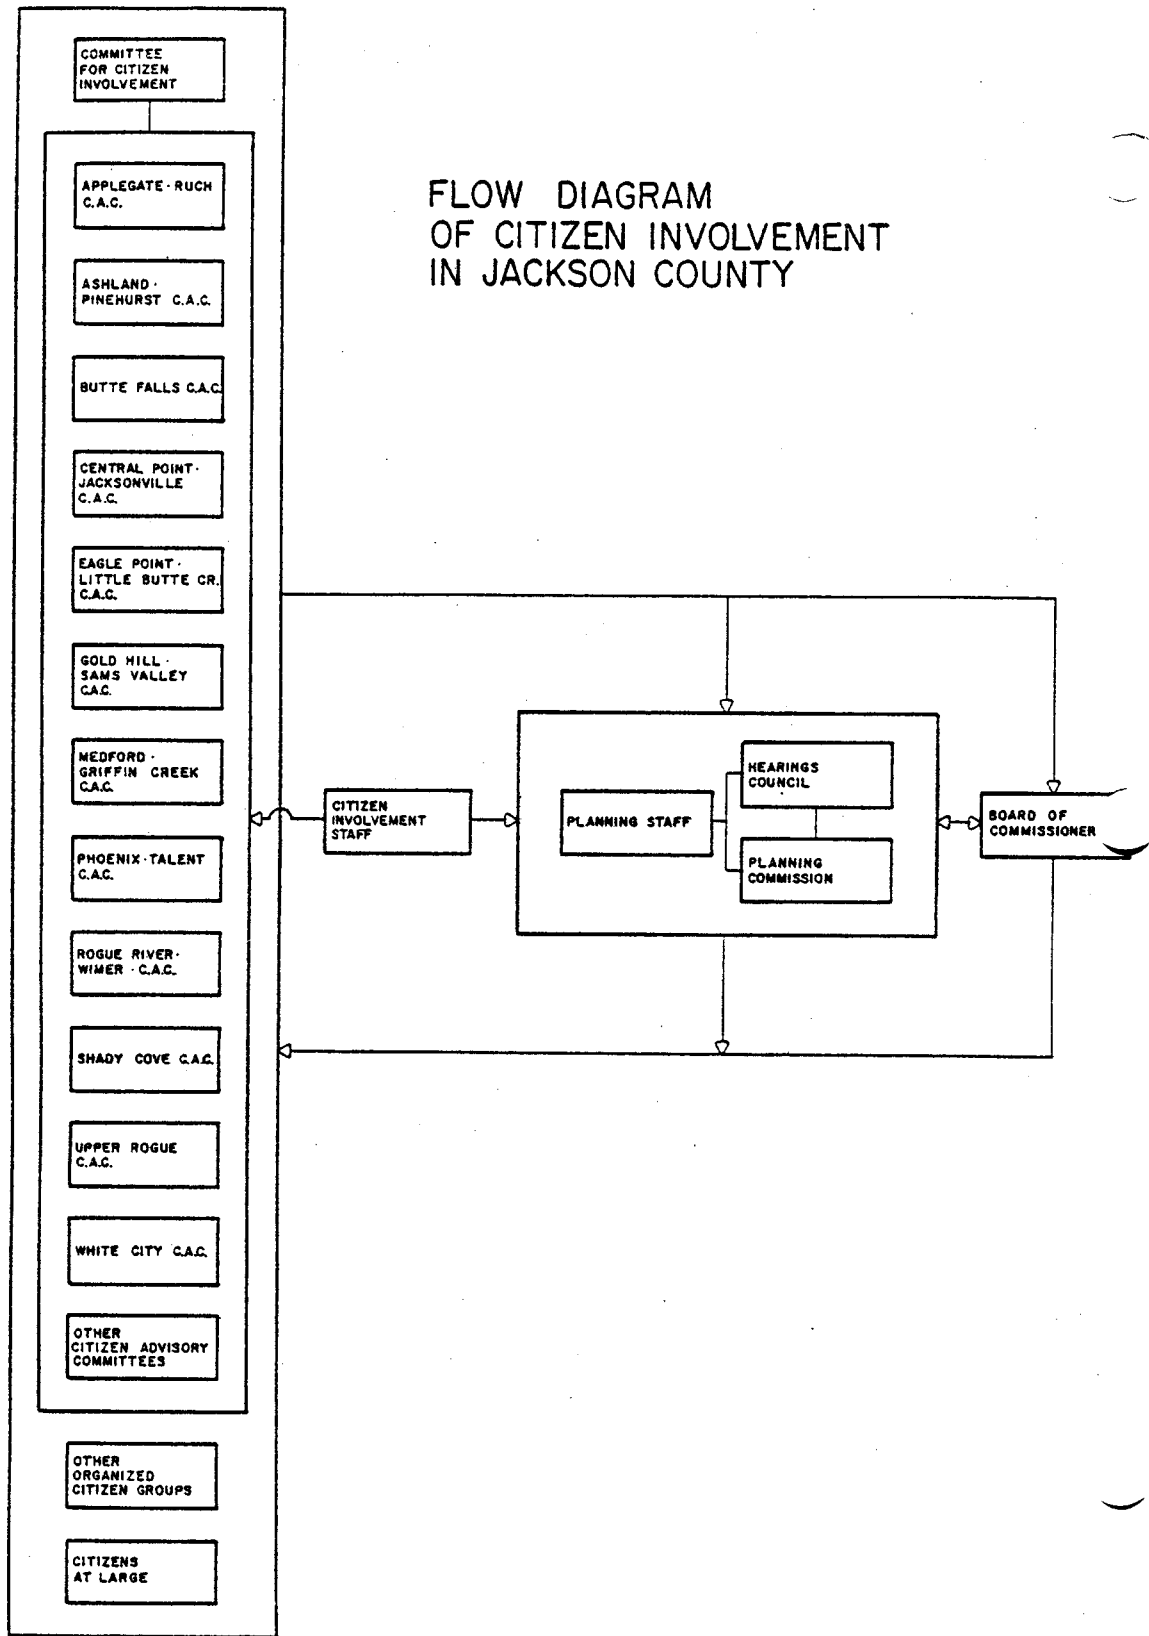 COMMITTEE
FOR CITIZEN
INVOLVEMENT
FLOW DIAGRAM
OF CITIZEN INVOLVEMENT
IN JACKSON COUNTY
APPLEGATE · RUCH
C.A.C.
ASHLAND ·
PINEHURST C.A.C.
BUTTE FALLS C.A.C.
CENTRAL POINT ·
JACKSONVILLE
C.A.C.
EAGLE POINT ·
LITTLE BUTTE CR.
C.A.C.
GOLD HILL ·
SAMS VALLEY
C.A.C.
MEDFORD ·
GRIFFIN CREEK
C.A.C.
PHOENIX · TALENT
C.A.C.
ROGUE RIVER ·
WIMER · C.A.C.
SHADY COVE C.A.C.
UPPER ROGUE
C.A.C.
WHITE CITY C.A.C.
OTHER
CITIZEN ADVISORY
COMMITTEES
OTHER
ORGANIZED
CITIZEN GROUPS
CITIZENS
AT LARGE
CITIZEN
INVOLVEMENT
STAFF
PLANNING STAFF
HEARINGS
COUNCIL
PLANNING
COMMISSION
BOARD OF
COMMISSIONER